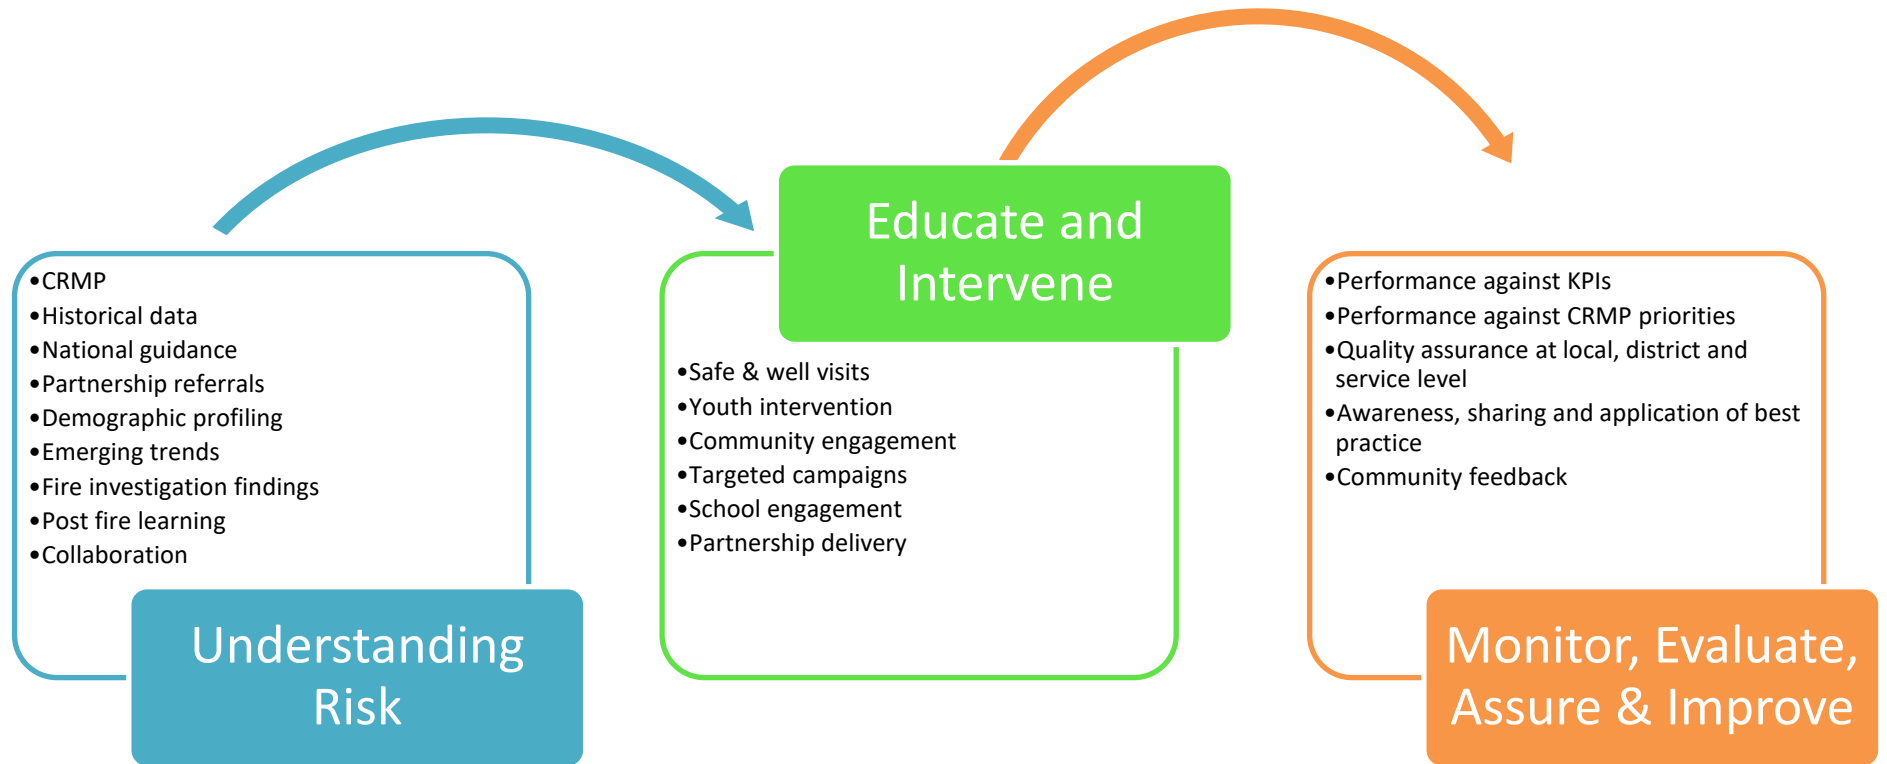 •CRMP
•Historical data
•National guidance
•Partnership referrals
•Demographic profiling
•Emerging trends
•Fire investigation findings
•Post fire learning
•Collaboration
Understanding
Risk
Educate and
Intervene
•Safe & well visits
•Youth intervention
•Community engagement
•Targeted campaigns
•School engagement
•Partnership delivery
•Performance against KPIs
•Performance against CRMP priorities
•Quality assurance at local, district and
service level
•Awareness, sharing and application of best
practice
•Community feedback
Monitor, Evaluate,
Assure & Improve